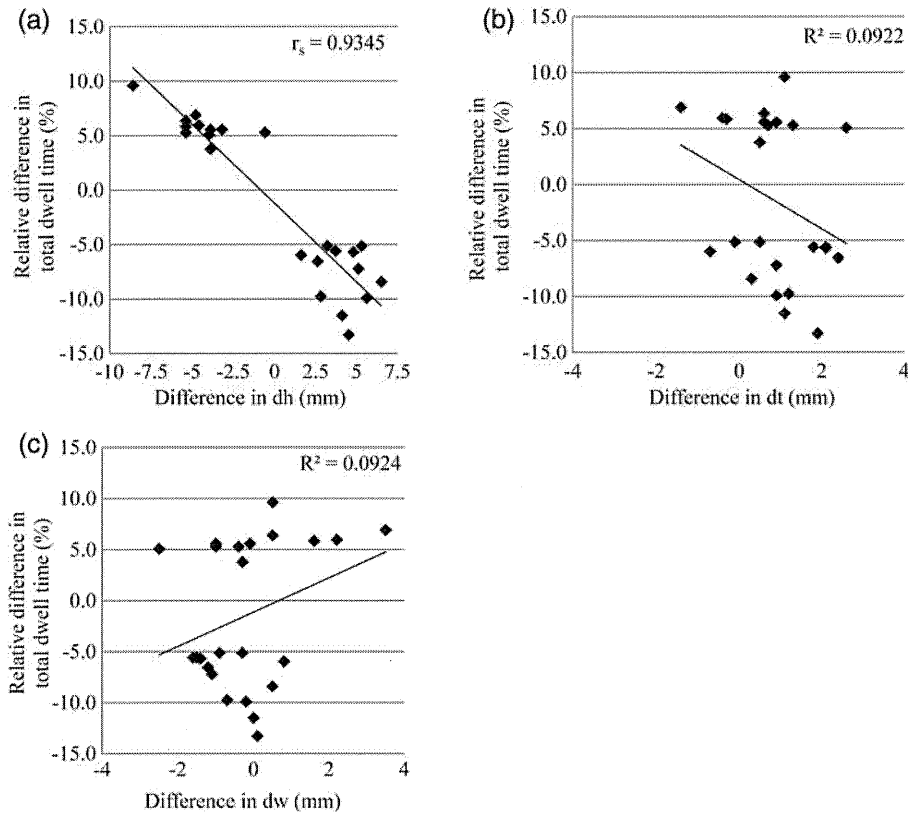 (a)
r_s = 0.9345
15.0
10.0
5.0
0.0
-5.0
-10.0
-15.0
Relative difference in
total dwell time (%)
-10 -7.5 -5 -2.5 0 2.5 5 7.5
Difference in dh (mm)
(b)
R² = 0.0922
15.0
10.0
5.0
0.0
-5.0
-10.0
-15.0
Relative difference in
total dwell time (%)
-4 -2 0 2 4
Difference in dt (mm)
(c)
R² = 0.0924
15.0
10.0
5.0
0.0
-5.0
-10.0
-15.0
Relative difference in
total dwell time (%)
-4 -2 0 2 4
Difference in dw (mm)